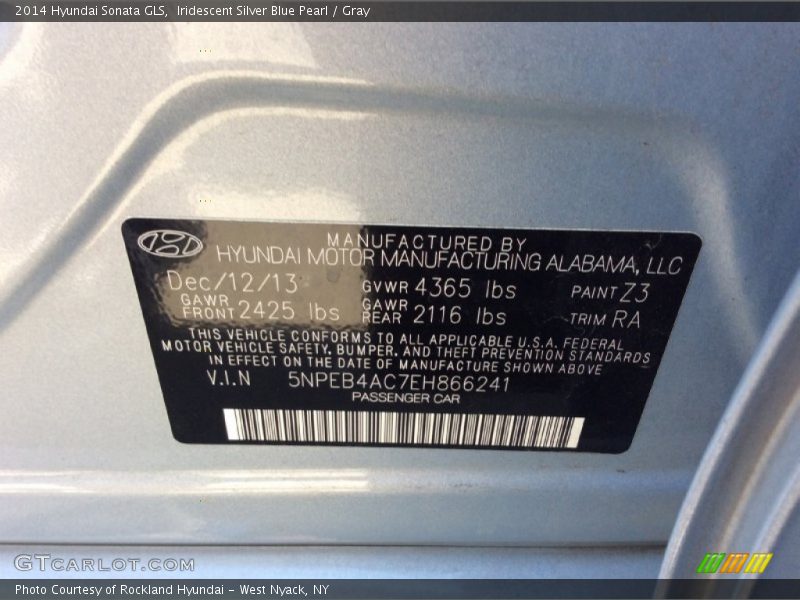 2014 Hyundai Sonata GLS, Iridescent Silver Blue Pearl / Gray
MANUFACTURED BY
HYUNDAI MOTOR MANUFACTURING ALABAMA, LLC
Dec/12/13 GVWR 4365 lbs PAINT Z3
GAWR FRONT 2425 lbs GAWR REAR 2116 lbs TRIM RA
THIS VEHICLE CONFORMS TO ALL APPLICABLE U.S.A. FEDERAL
MOTOR VEHICLE SAFETY, BUMPER, AND THEFT PREVENTION STANDARDS
IN EFFECT ON THE DATE OF MANUFACTURE SHOWN ABOVE
V.I.N 5NPEB4AC7EH866241
PASSENGER CAR
GTCARLOT.COM
Photo Courtesy of Rockland Hyundai - West Nyack, NY